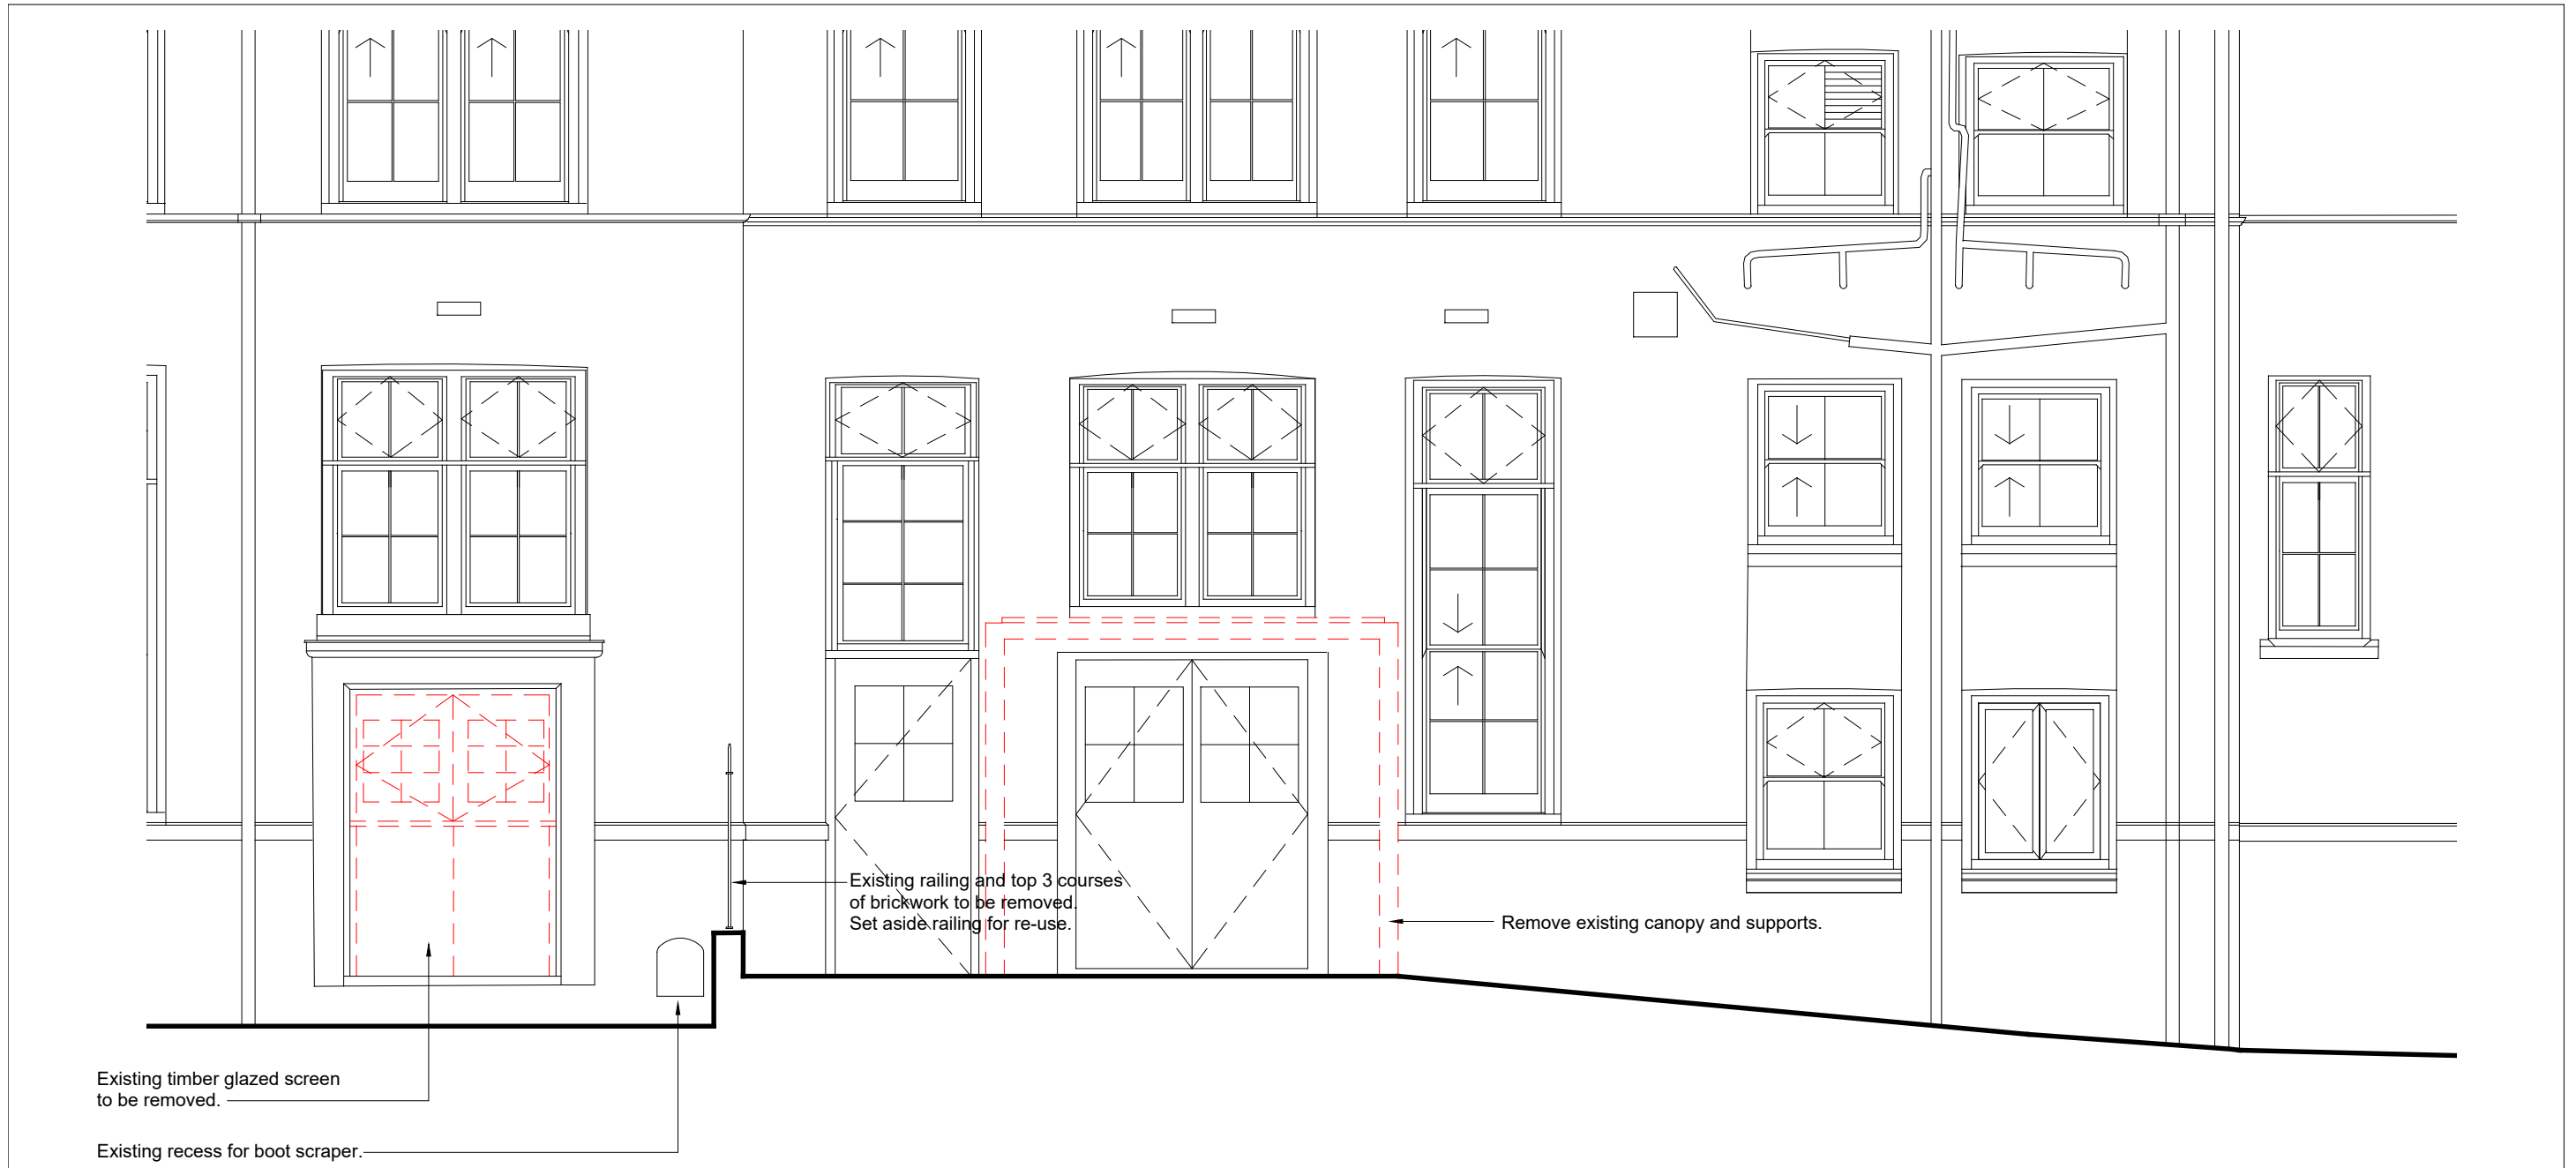 Existing railing and top 3 courses
of brickwork to be removed.
Set aside railing for re-use.
Remove existing canopy and supports.
Existing timber glazed screen
to be removed.
Existing recess for boot scraper.